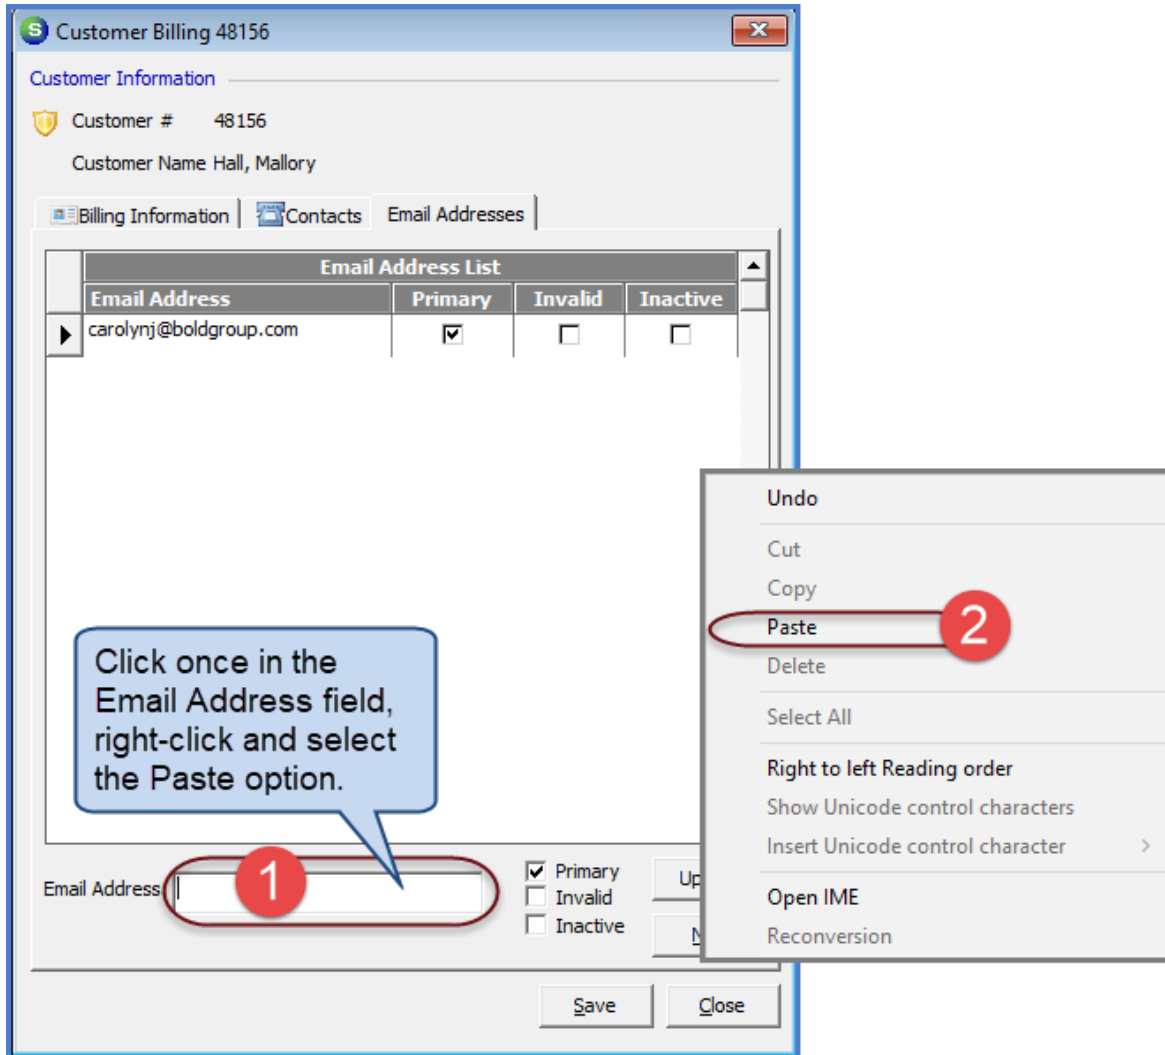 Customer Billing 48156
Customer Information
Customer # 48156
Customer Name Hall, Mallory
Billing Information Contacts Email Addresses
Email Address List
Email Address Primary Invalid Inactive
carolynj@boldgroup.com
Undo
Cut
Copy
Paste 2
Delete
Select All
Right to left Reading order
Show Unicode control characters
Insert Unicode control character
Open IME
Reconversion
Click once in the
Email Address field,
right-click and select
the Paste option.
Email Address 1
Primary
Invalid
Inactive
Save Close